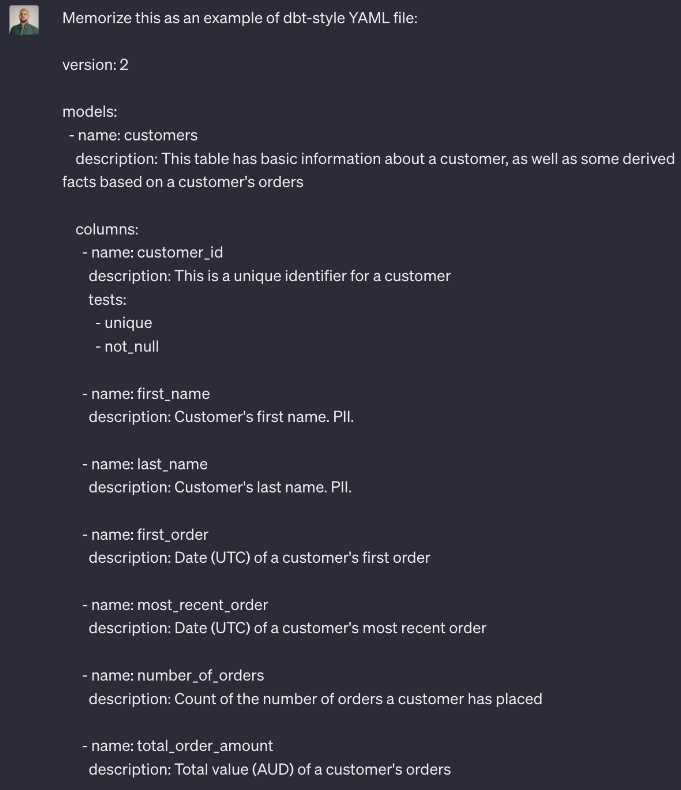 Memorize this as an example of dbt-style YAML file:
version: 2
models:
- name: customers
description: This table has basic information about a customer, as well as some derived
facts based on a customer's orders
columns:
- name: customer_id
description: This is a unique identifier for a customer
tests:
- unique
- not_null
- name: first_name
description: Customer's first name. PII.
- name: last_name
description: Customer's last name. PII.
- name: first_order
description: Date (UTC) of a customer's first order
- name: most_recent_order
description: Date (UTC) of a customer's most recent order
- name: number_of_orders
description: Count of the number of orders a customer has placed
- name: total_order_amount
description: Total value (AUD) of a customer's orders